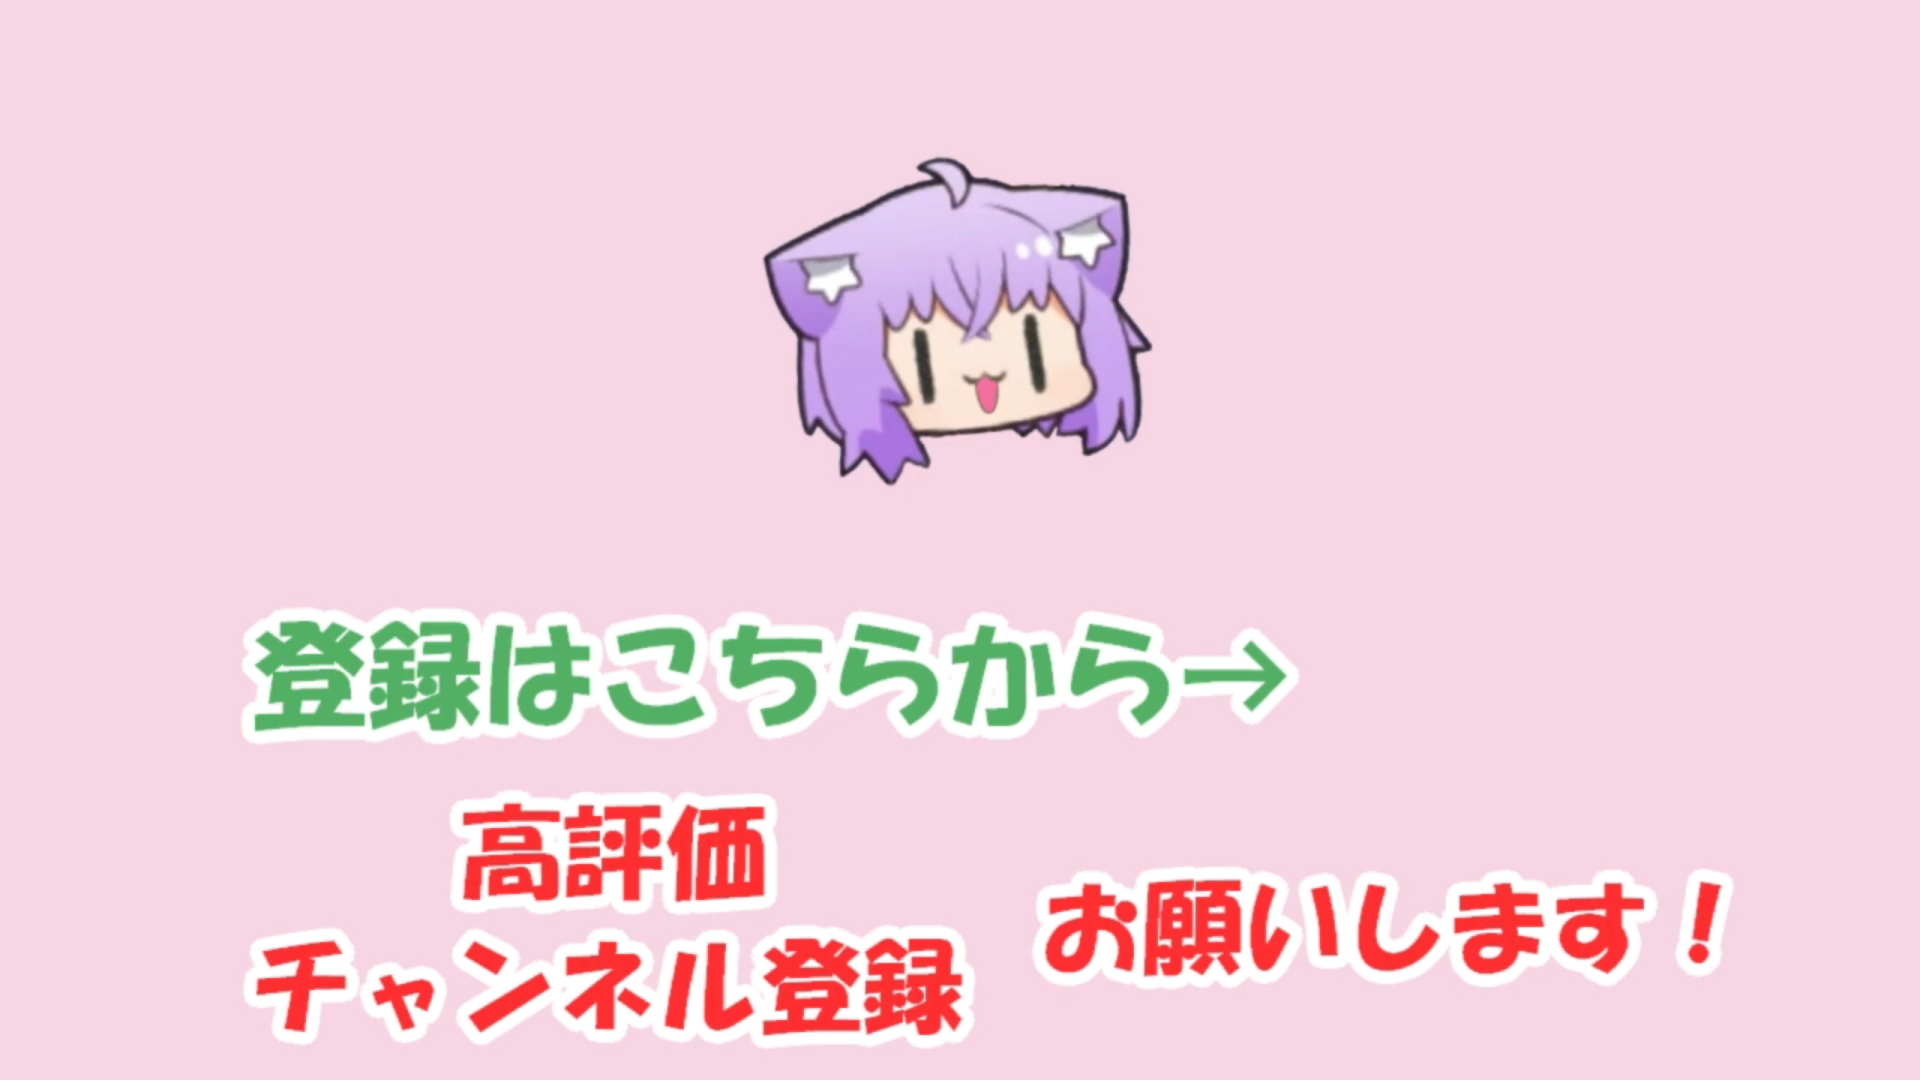 登録はこちらから→
高評価
チャンネル登録
お願いします！